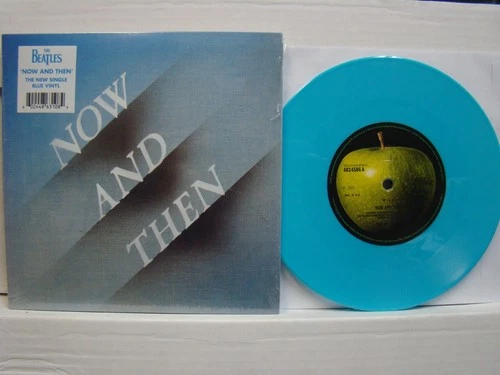 THE
BEATLES
'NOW AND THEN'
THE NEW SINGLE
BLUE VINYL
NOW
AND
THEN